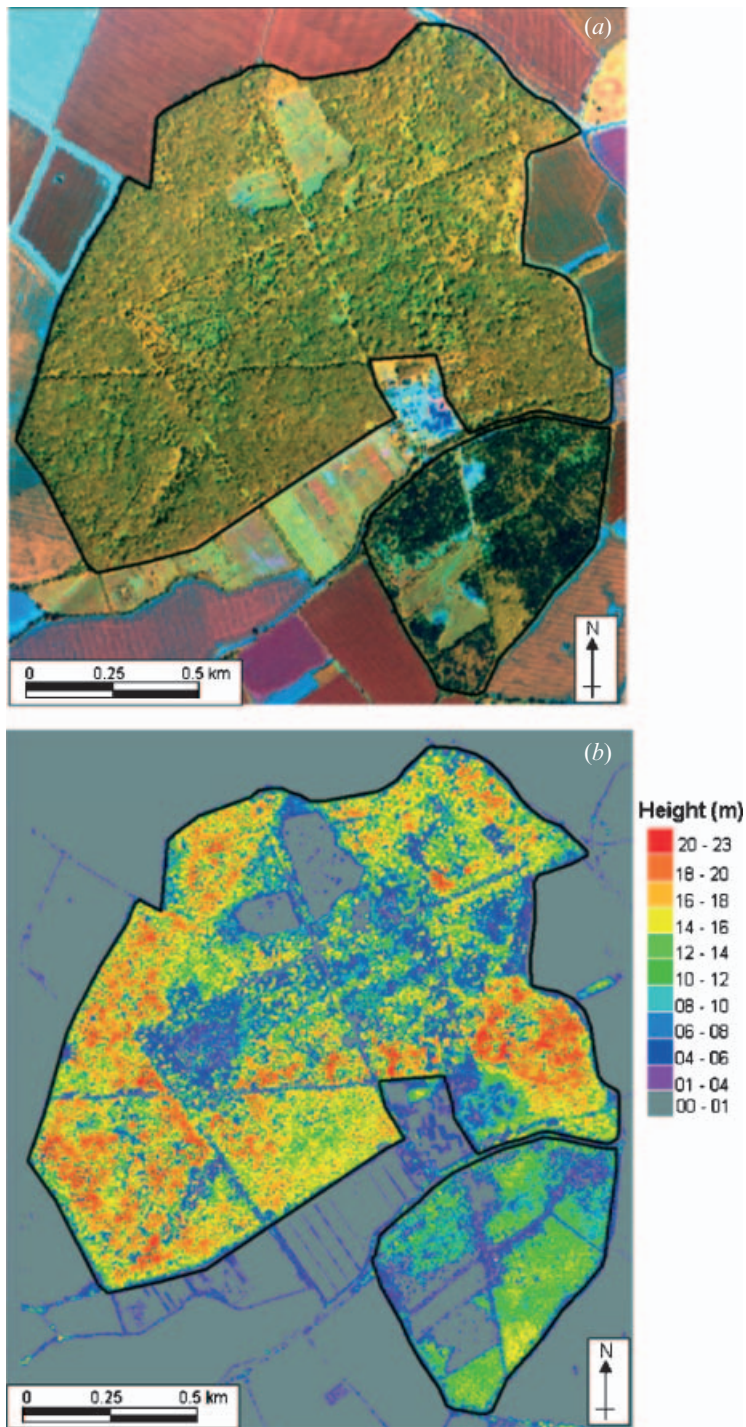 (a)
N
0 0.25 0.5 km
(b)
Height (m)
20 - 23
18 - 20
16 - 18
14 - 16
12 - 14
10 - 12
08 - 10
06 - 08
04 - 06
01 - 04
00 - 01
N
0 0.25 0.5 km